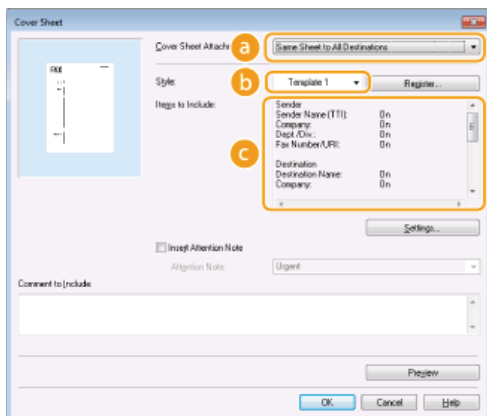 Cover Sheet
Cover Sheet Attach a Same Sheet to All Destinations
FAX
Style: b Template 1 Register...
Items to Include: c
Sender
Sender Name (TTI): On
Company: On
Dept./Div.: On
Fax Number/URI: On
Destination
Destination Name: On
Company: On
Settings...
Insert Attention Note
Attention Note: Urgent
Comment to Include
Preview
OK Cancel Help